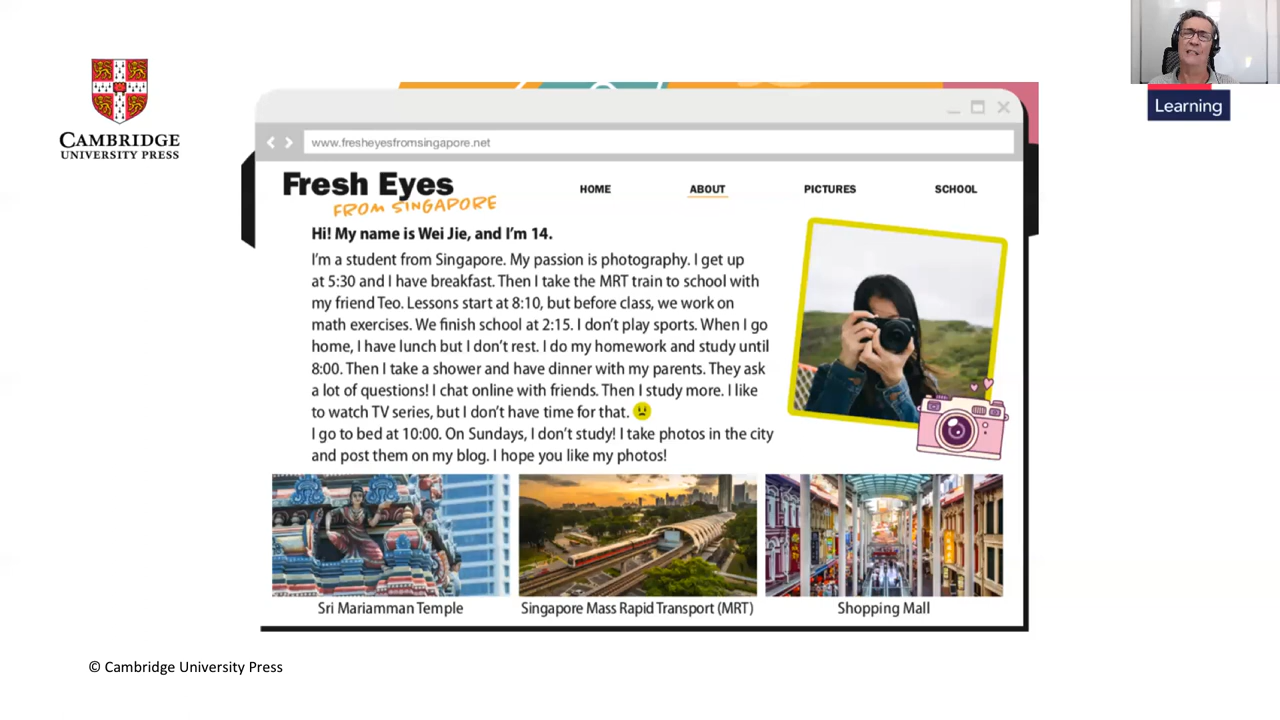 CAMBRIDGE
UNIVERSITY PRESS
Learning
www.fresheyesfromsingapore.net
Fresh Eyes
FROM SINGAPORE
HOME
ABOUT
PICTURES
SCHOOL
Hi! My name is Wei Jie, and I'm 14.
I'm a student from Singapore. My passion is photography. I get up
at 5:30 and I have breakfast. Then I take the MRT train to school with
my friend Teo. Lessons start at 8:10, but before class, we work on
math exercises. We finish school at 2:15. I don't play sports. When I go
home, I have lunch but I don't rest. I do my homework and study until
8:00. Then I take a shower and have dinner with my parents. They ask
a lot of questions! I chat online with friends. Then I study more. I like
to watch TV series, but I don't have time for that.
I go to bed at 10:00. On Sundays, I don't study! I take photos in the city
and post them on my blog. I hope you like my photos!
Sri Mariamman Temple
Singapore Mass Rapid Transport (MRT)
Shopping Mall
© Cambridge University Press